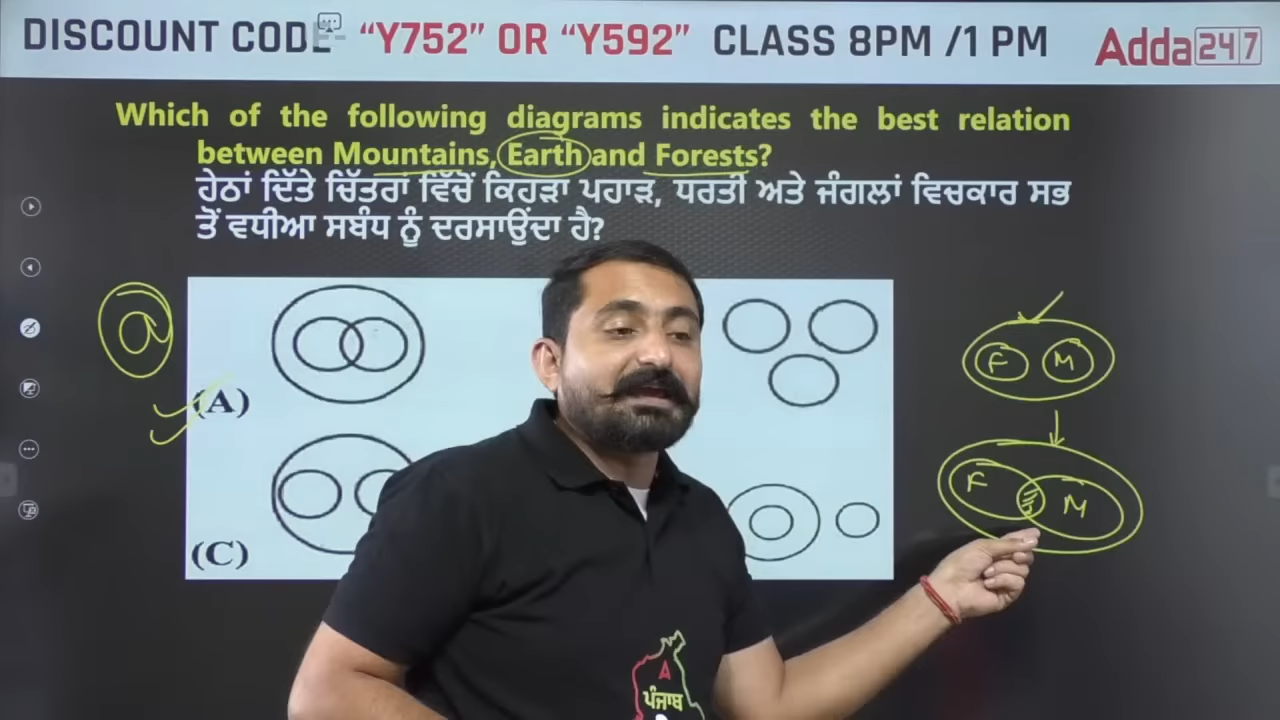 DISCOUNT CODE "Y752" OR "Y592" CLASS 8PM /1 PM
Adda247
Which of the following diagrams indicates the best relation
between Mountains, Earth and Forests?
ਹੇਠਾਂ ਦਿੱਤੇ ਚਿੱਤਰਾਂ ਵਿੱਚੋਂ ਕਿਹੜਾ ਪਹਾੜ, ਧਰਤੀ ਅਤੇ ਜੰਗਲਾਂ ਵਿਚਕਾਰ ਸਭ
ਤੋਂ ਵਧੀਆ ਸਬੰਧ ਨੂੰ ਦਰਸਾਉਂਦਾ ਹੈ?
a
F M
(A)
F M
(C)
A
ਪੰਜਾਬ